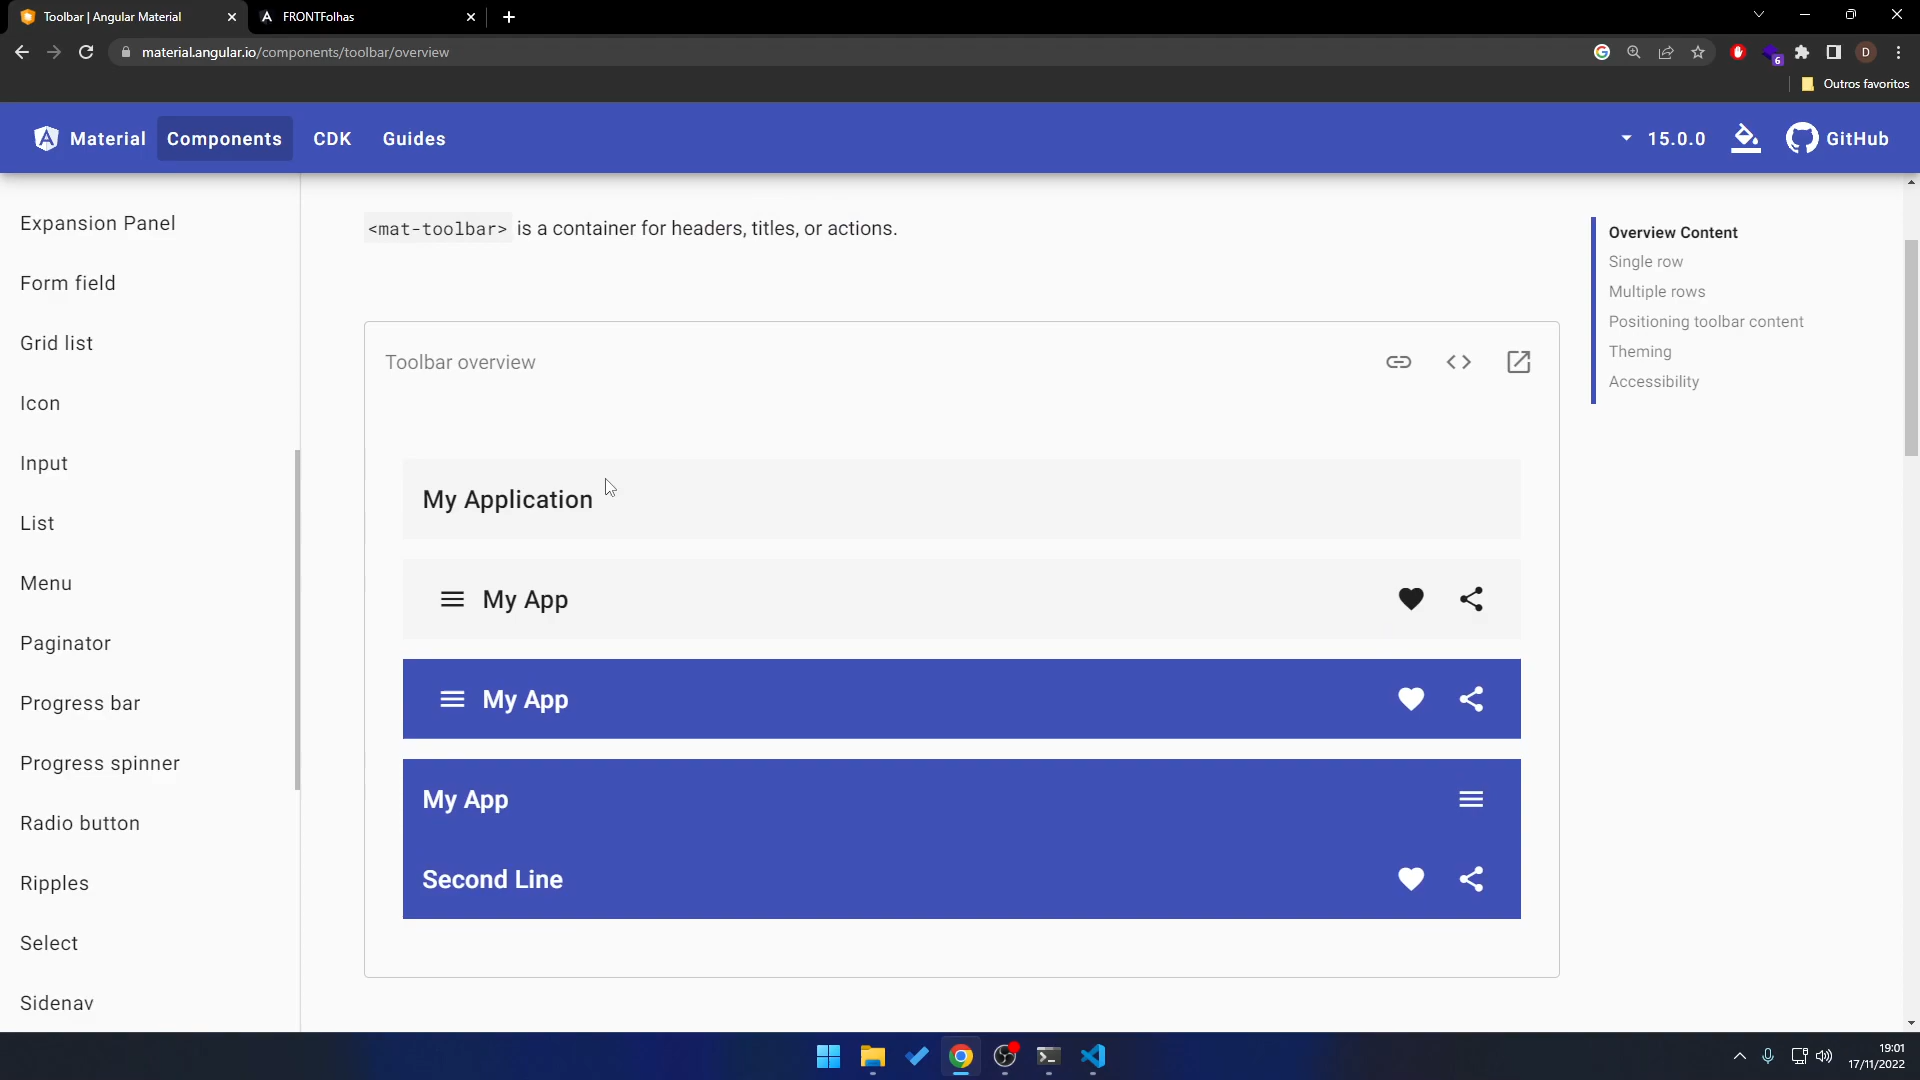 Toolbar | Angular Material
FRONTFolhas
material.angular.io/components/toolbar/overview
6
D
Outros favoritos
Material
Components
CDK
Guides
15.0.0
GitHub
Expansion Panel
Form field
Grid list
Icon
Input
List
Menu
Paginator
Progress bar
Progress spinner
Radio button
Ripples
Select
Sidenav
<mat-toolbar> is a container for headers, titles, or actions.
Toolbar overview
My Application
My App
My App
My App
Second Line
Overview Content
Single row
Multiple rows
Positioning toolbar content
Theming
Accessibility
19:01
17/11/2022